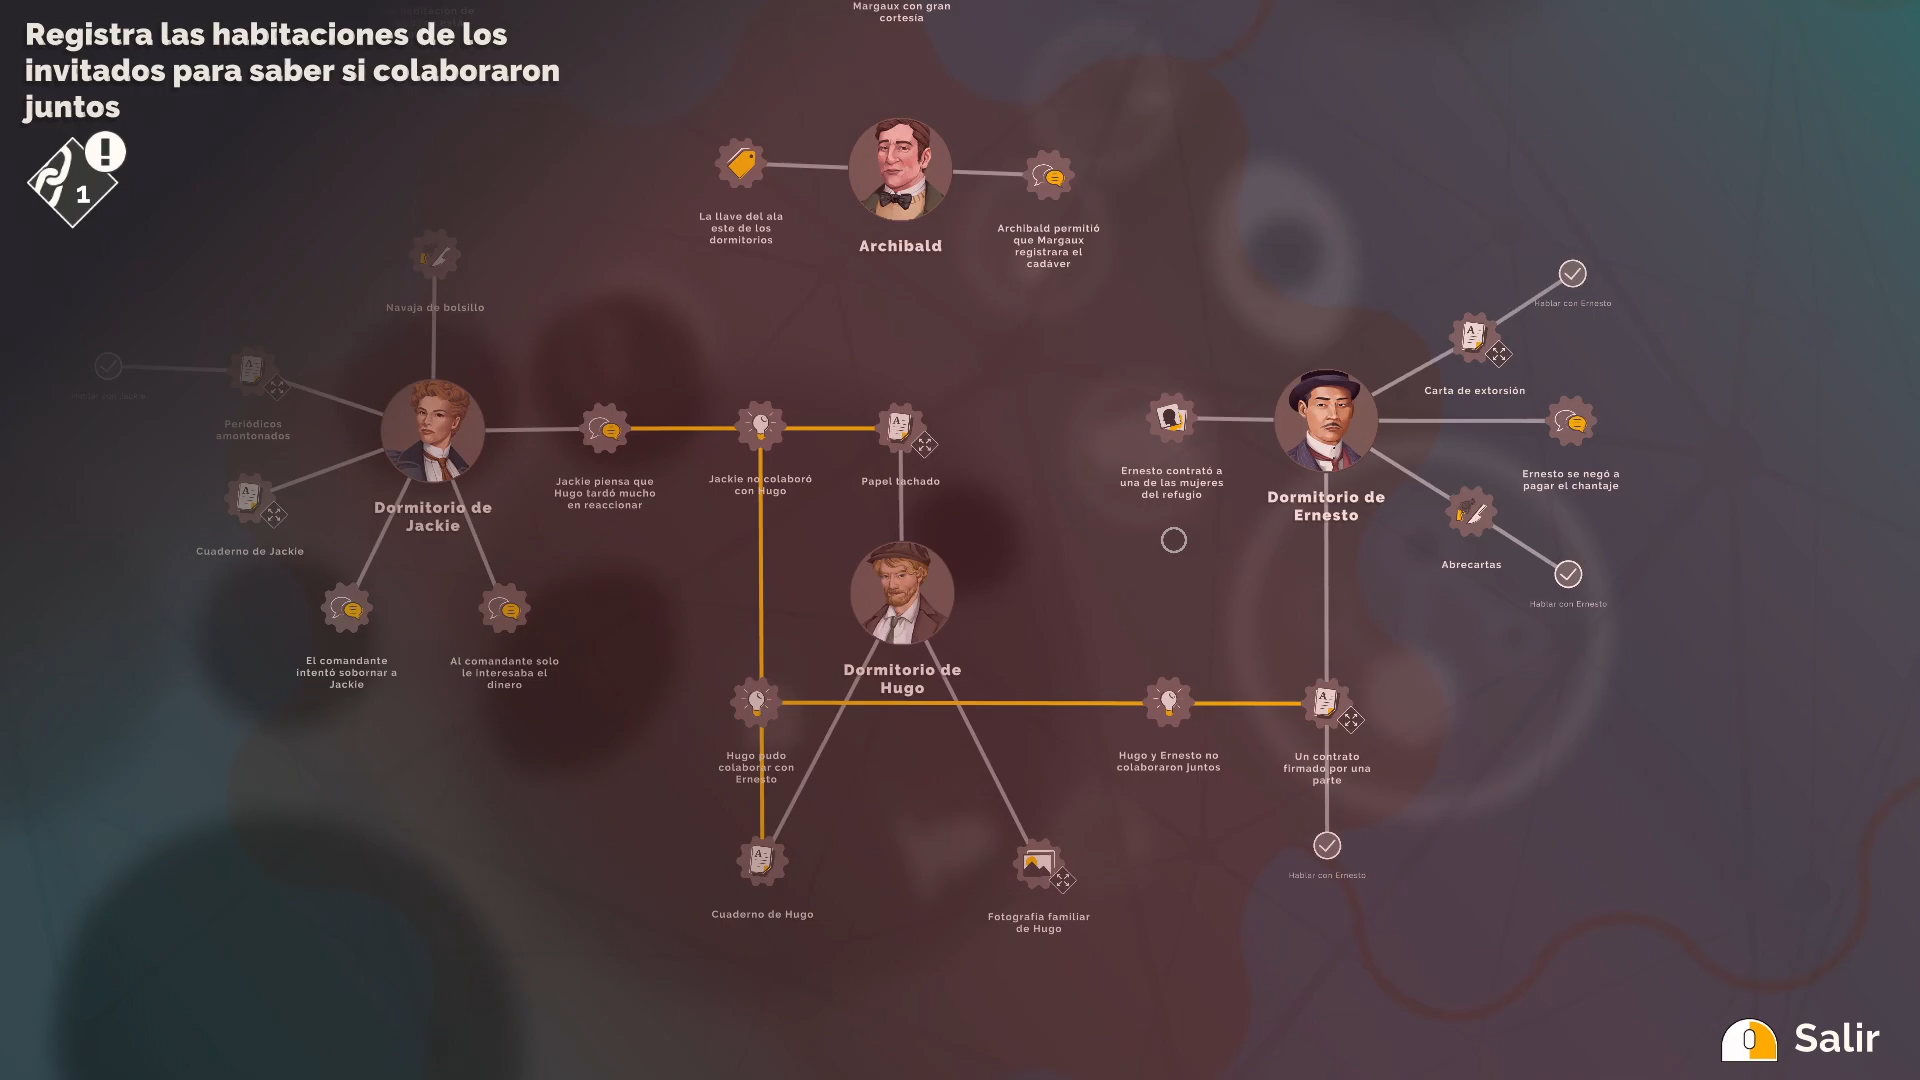 Registra las habitaciones de los
invitados para saber si colaboraron
juntos
1
Margaux con gran
cortesía
La llave del ala
este de los
dormitorios
Archibald
Archibald permitió
que Margaux
registrara el
cadáver
Navaja de bolsillo
Hablar con Jackie
Periódicos
amontonados
Cuaderno de Jackie
Dormitorio de
Jackie
El comandante
intentó sobornar a
Jackie
Al comandante solo
le interesaba el
dinero
Jackie piensa que
Hugo tardó mucho
en reaccionar
Jackie no colaboró
con Hugo
Papel tachado
Dormitorio de
Hugo
Hugo pudo
colaborar con
Ernesto
Cuaderno de Hugo
Fotografía familiar
de Hugo
Hugo y Ernesto no
colaboraron juntos
Un contrato
firmado por una
parte
Hablar con Ernesto
Ernesto contrató a
una de las mujeres
del refugio
Dormitorio de
Ernesto
Hablar con Ernesto
Carta de extorsión
Ernesto se negó a
pagar el chantaje
Abrecartas
Hablar con Ernesto
Salir